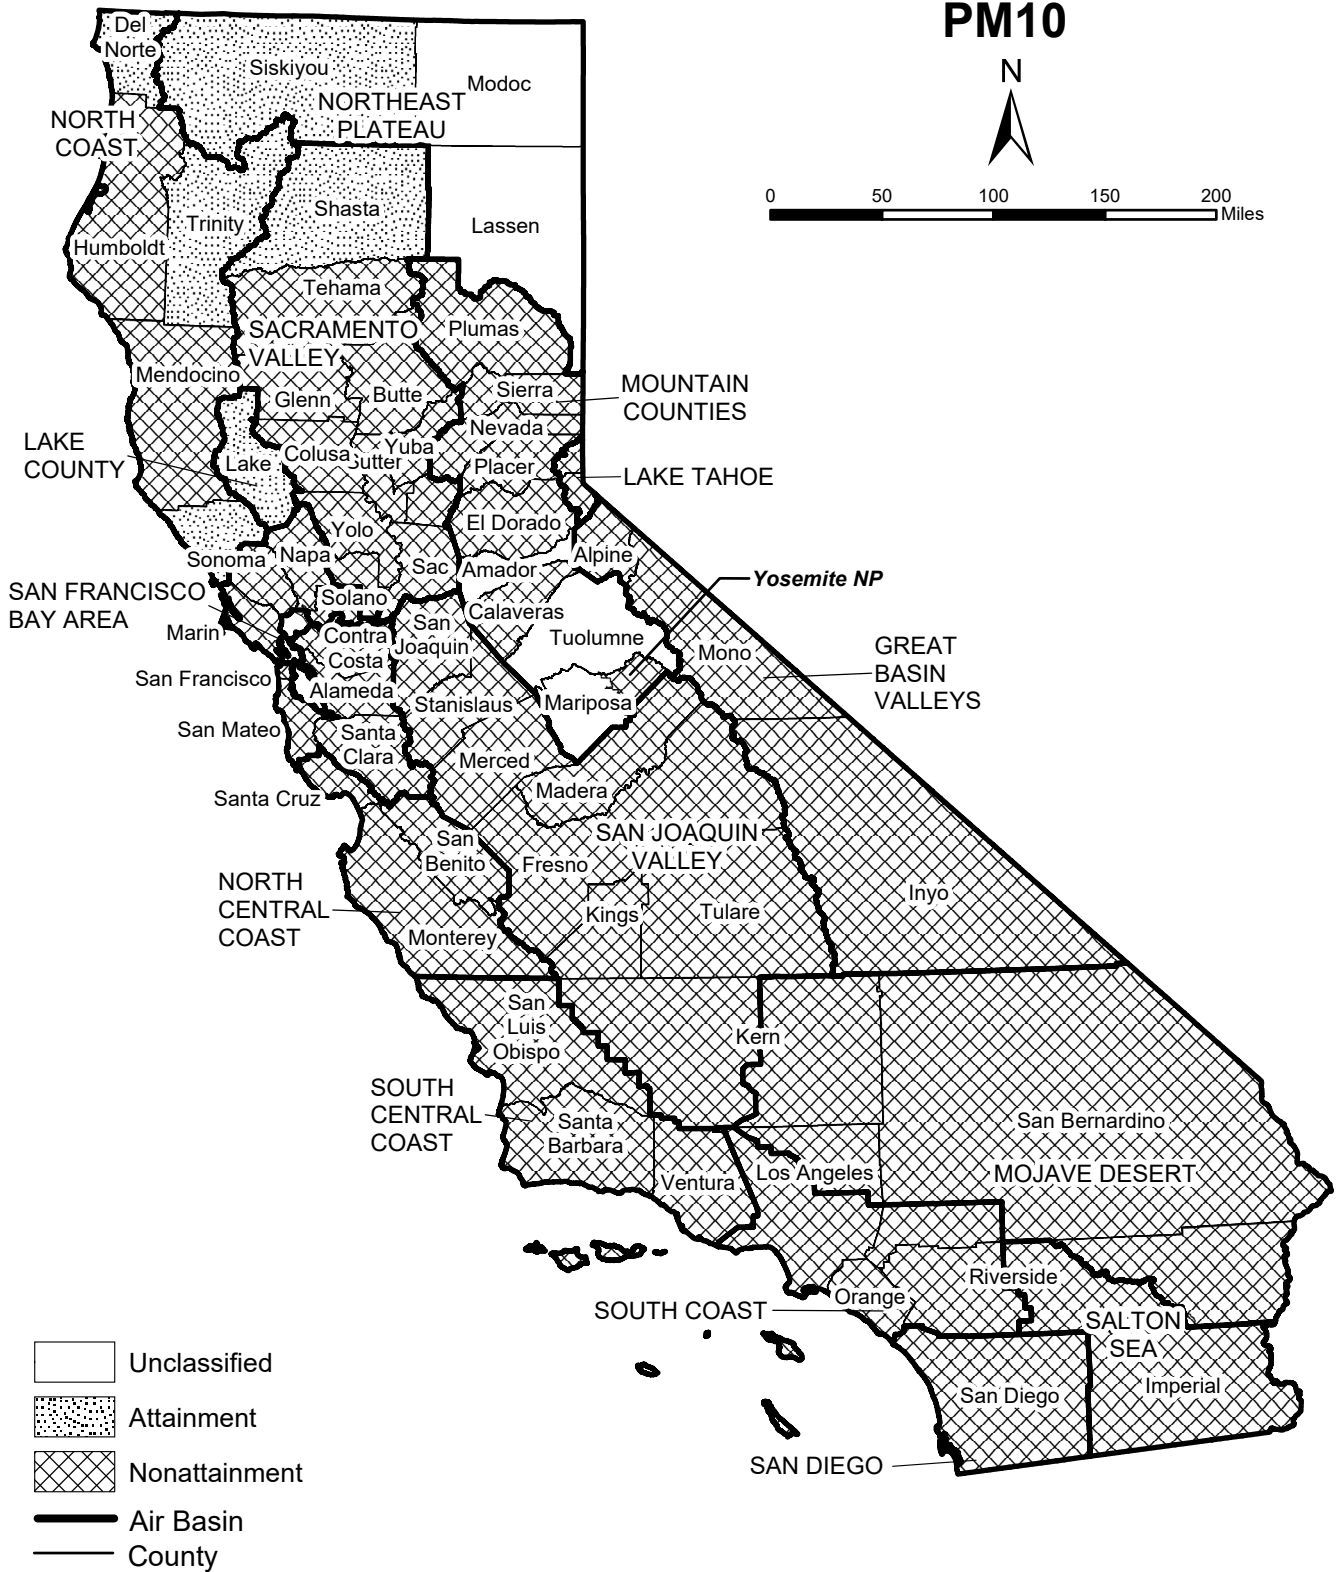 PM10
N
0 50 100 150 200
Miles
Del
Norte
Siskiyou
Modoc
NORTHEAST
PLATEAU
NORTH
COAST
Trinity
Shasta
Lassen
Humboldt
Tehama
SACRAMENTO
VALLEY
Plumas
Mendocino
Glenn
Butte
Sierra
MOUNTAIN
COUNTIES
Nevada
LAKE
COUNTY
Lake
Colusa
Yuba
Sutter
Placer
LAKE TAHOE
Yolo
El Dorado
Sonoma
Napa
Sac
Amador
Alpine
Yosemite NP
SAN FRANCISCO
BAY AREA
Solano
Calaveras
Marin
Contra
Costa
San
Joaquin
Tuolumne
Mono
GREAT
BASIN
VALLEYS
San Francisco
Alameda
Stanislaus
Mariposa
San Mateo
Santa
Clara
Merced
Santa Cruz
Madera
San
Benito
Fresno
SAN JOAQUIN
VALLEY
NORTH
CENTRAL
COAST
Kings
Tulare
Inyo
Monterey
San
Luis
Obispo
Kern
SOUTH
CENTRAL
COAST
Santa
Barbara
San Bernardino
Ventura
Los Angeles
MOJAVE DESERT
Riverside
Orange
SOUTH COAST
SALTON
SEA
San Diego
Imperial
SAN DIEGO
Unclassified
Attainment
Nonattainment
Air Basin
County